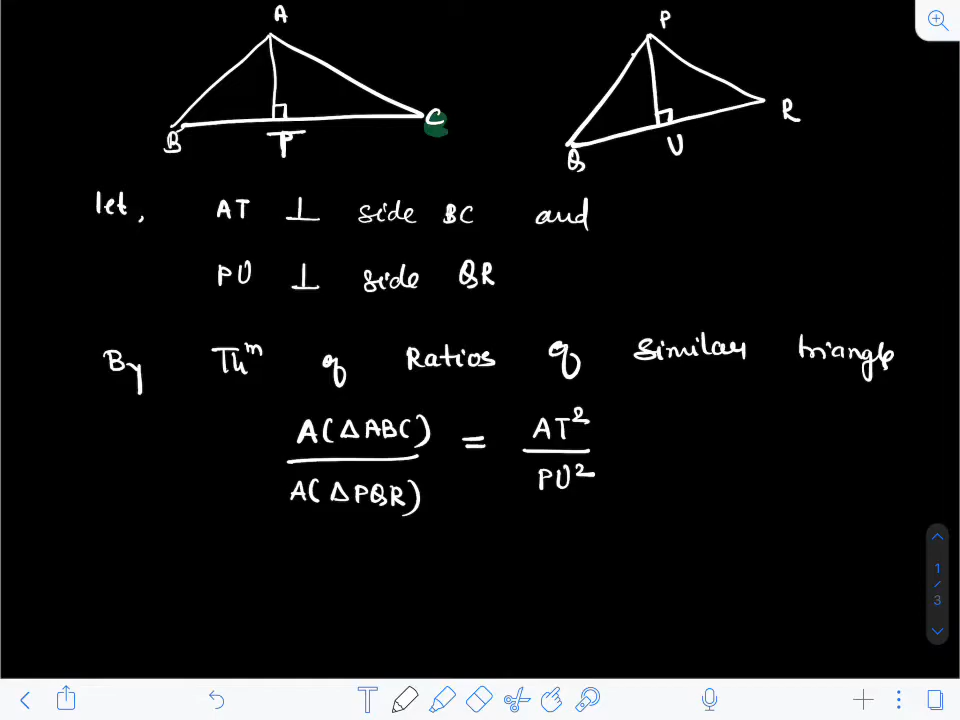 A
P
B
P
C
Q
U
R
let, AT ⊥ side BC and
PU ⊥ side QR
By Thᵐ of Ratios of similar triangle
A(ΔABC) = AT²
A(ΔPQR) PU²
1
/
3
T